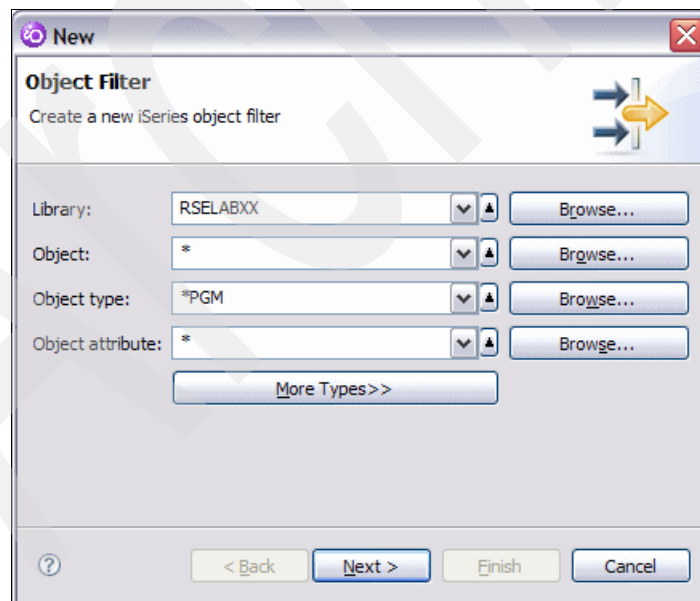 New
Object Filter
Create a new iSeries object filter
Library: RSELABXX Browse...
Object: * Browse...
Object type: *PGM Browse...
Object attribute: * Browse...
More Types>>
? < Back Next > Finish Cancel